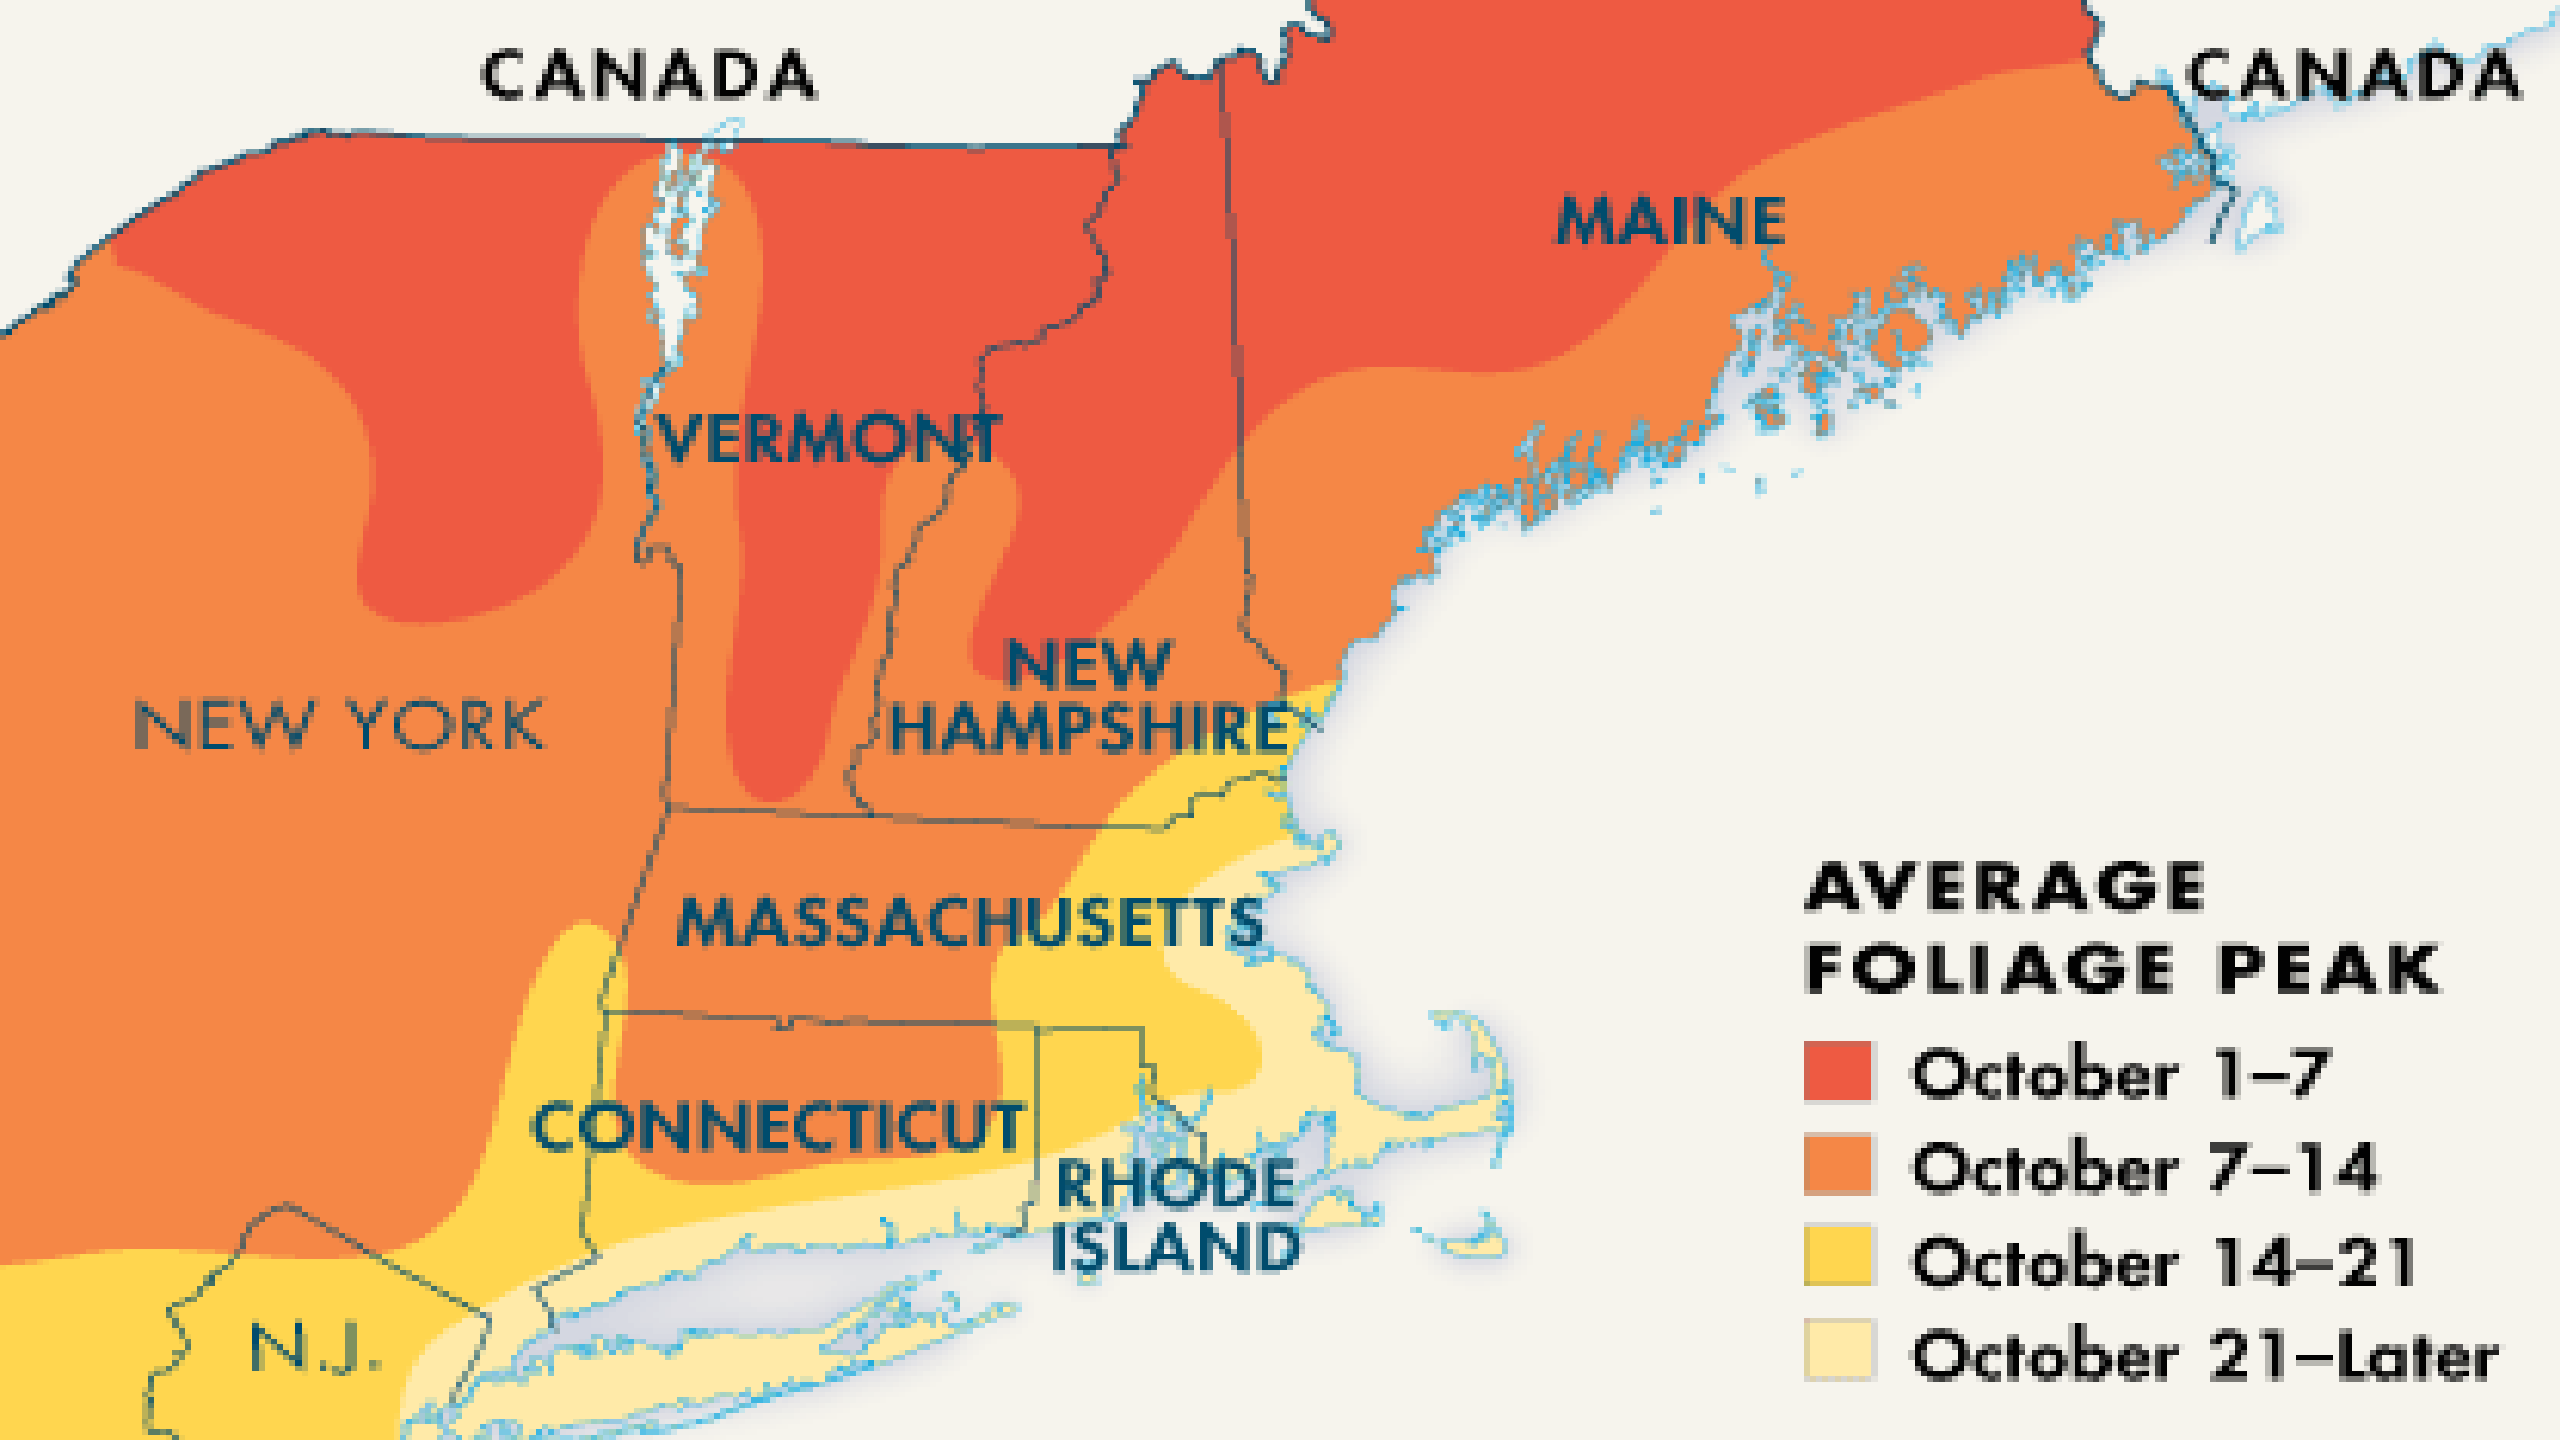 CANADA
CANADA
MAINE
VERMONT
NEW
HAMPSHIRE
NEW YORK
MASSACHUSETTS
CONNECTICUT
RHODE
ISLAND
N.J.
AVERAGE
FOLIAGE PEAK
October 1–7
October 7–14
October 14–21
October 21–Later